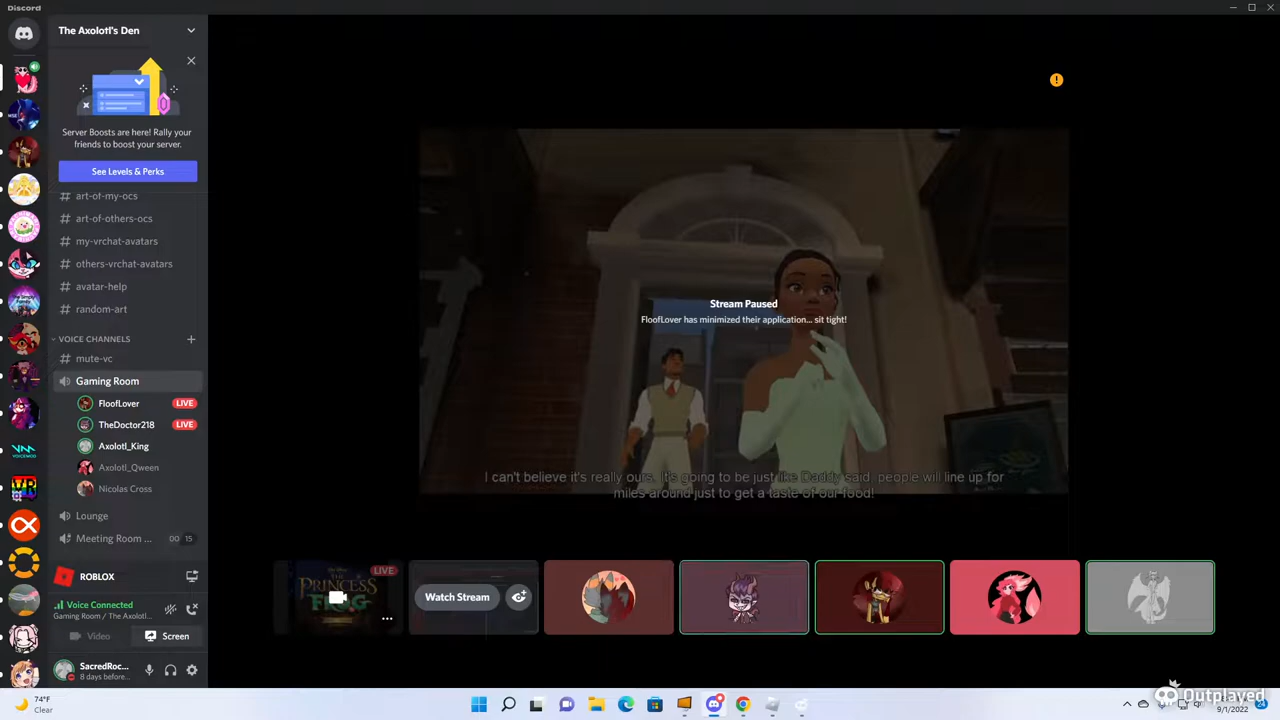 Discord
The Axolotl's Den
Server Boosts are here! Rally your
friends to boost your server.
See Levels & Perks
# art-of-my-ocs
# art-of-others-ocs
# my-vrchat-avatars
# others-vrchat-avatars
# avatar-help
# random-art
VOICE CHANNELS
# mute-vc
Gaming Room
FloofLover LIVE
TheDoctor218 LIVE
Axolotl_King
Axolotl_Qween
Nicolas Cross
Lounge
Meeting Room ... 00 15
ROBLOX
Voice Connected
Gaming Room / The Axolotl...
Video
Screen
SacredRoc...
8 days before...
Stream Paused
FloofLover has minimized their application... sit tight!
I can't believe it's really ours. It's going to be just like Daddy said, people will line up for
miles around just to get a taste of our food!
LIVE
THE
PRINCESS
FROG
Watch Stream
74°F
Clear
Outplayed
9/1/2022
24